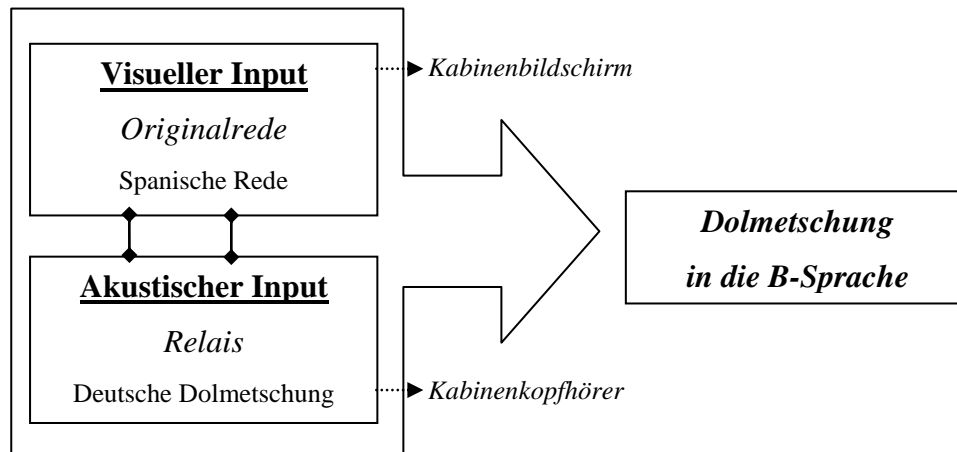 Visueller Input
Kabinenbildschirm
Originalrede
Spanische Rede
Akustischer Input
Relais
Deutsche Dolmetschung
Kabinenkopfhörer
Dolmetschung
in die B-Sprache